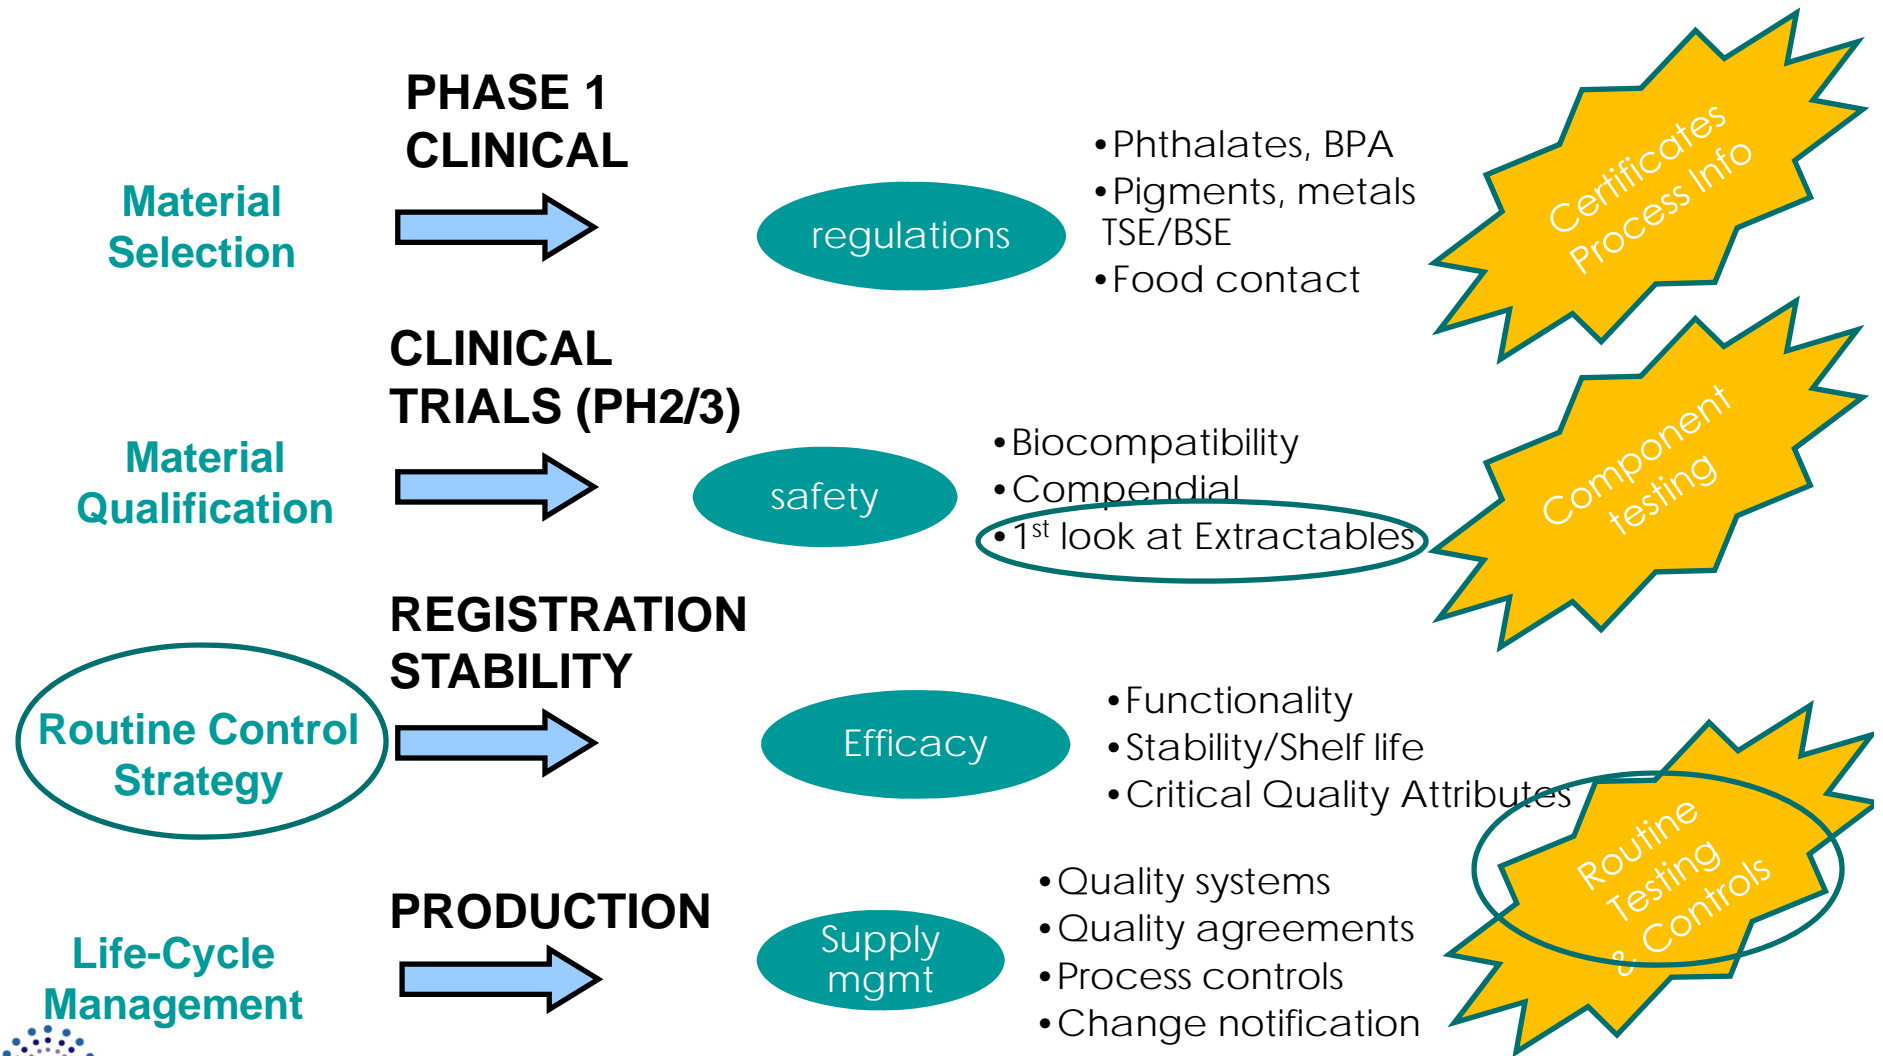 PHASE 1
CLINICAL
Material
Selection
regulations
•Phthalates, BPA
•Pigments, metals
TSE/BSE
•Food contact
Certificates
Process Info
CLINICAL
TRIALS (PH2/3)
Material
Qualification
safety
•Biocompatibility
•Compendial
•1st look at Extractables
Component
testing
REGISTRATION
STABILITY
Routine Control
Strategy
Efficacy
•Functionality
•Stability/Shelf life
•Critical Quality Attributes
Routine
Testing
& Controls
PRODUCTION
Life-Cycle
Management
Supply
mgmt
•Quality systems
•Quality agreements
•Process controls
•Change notification